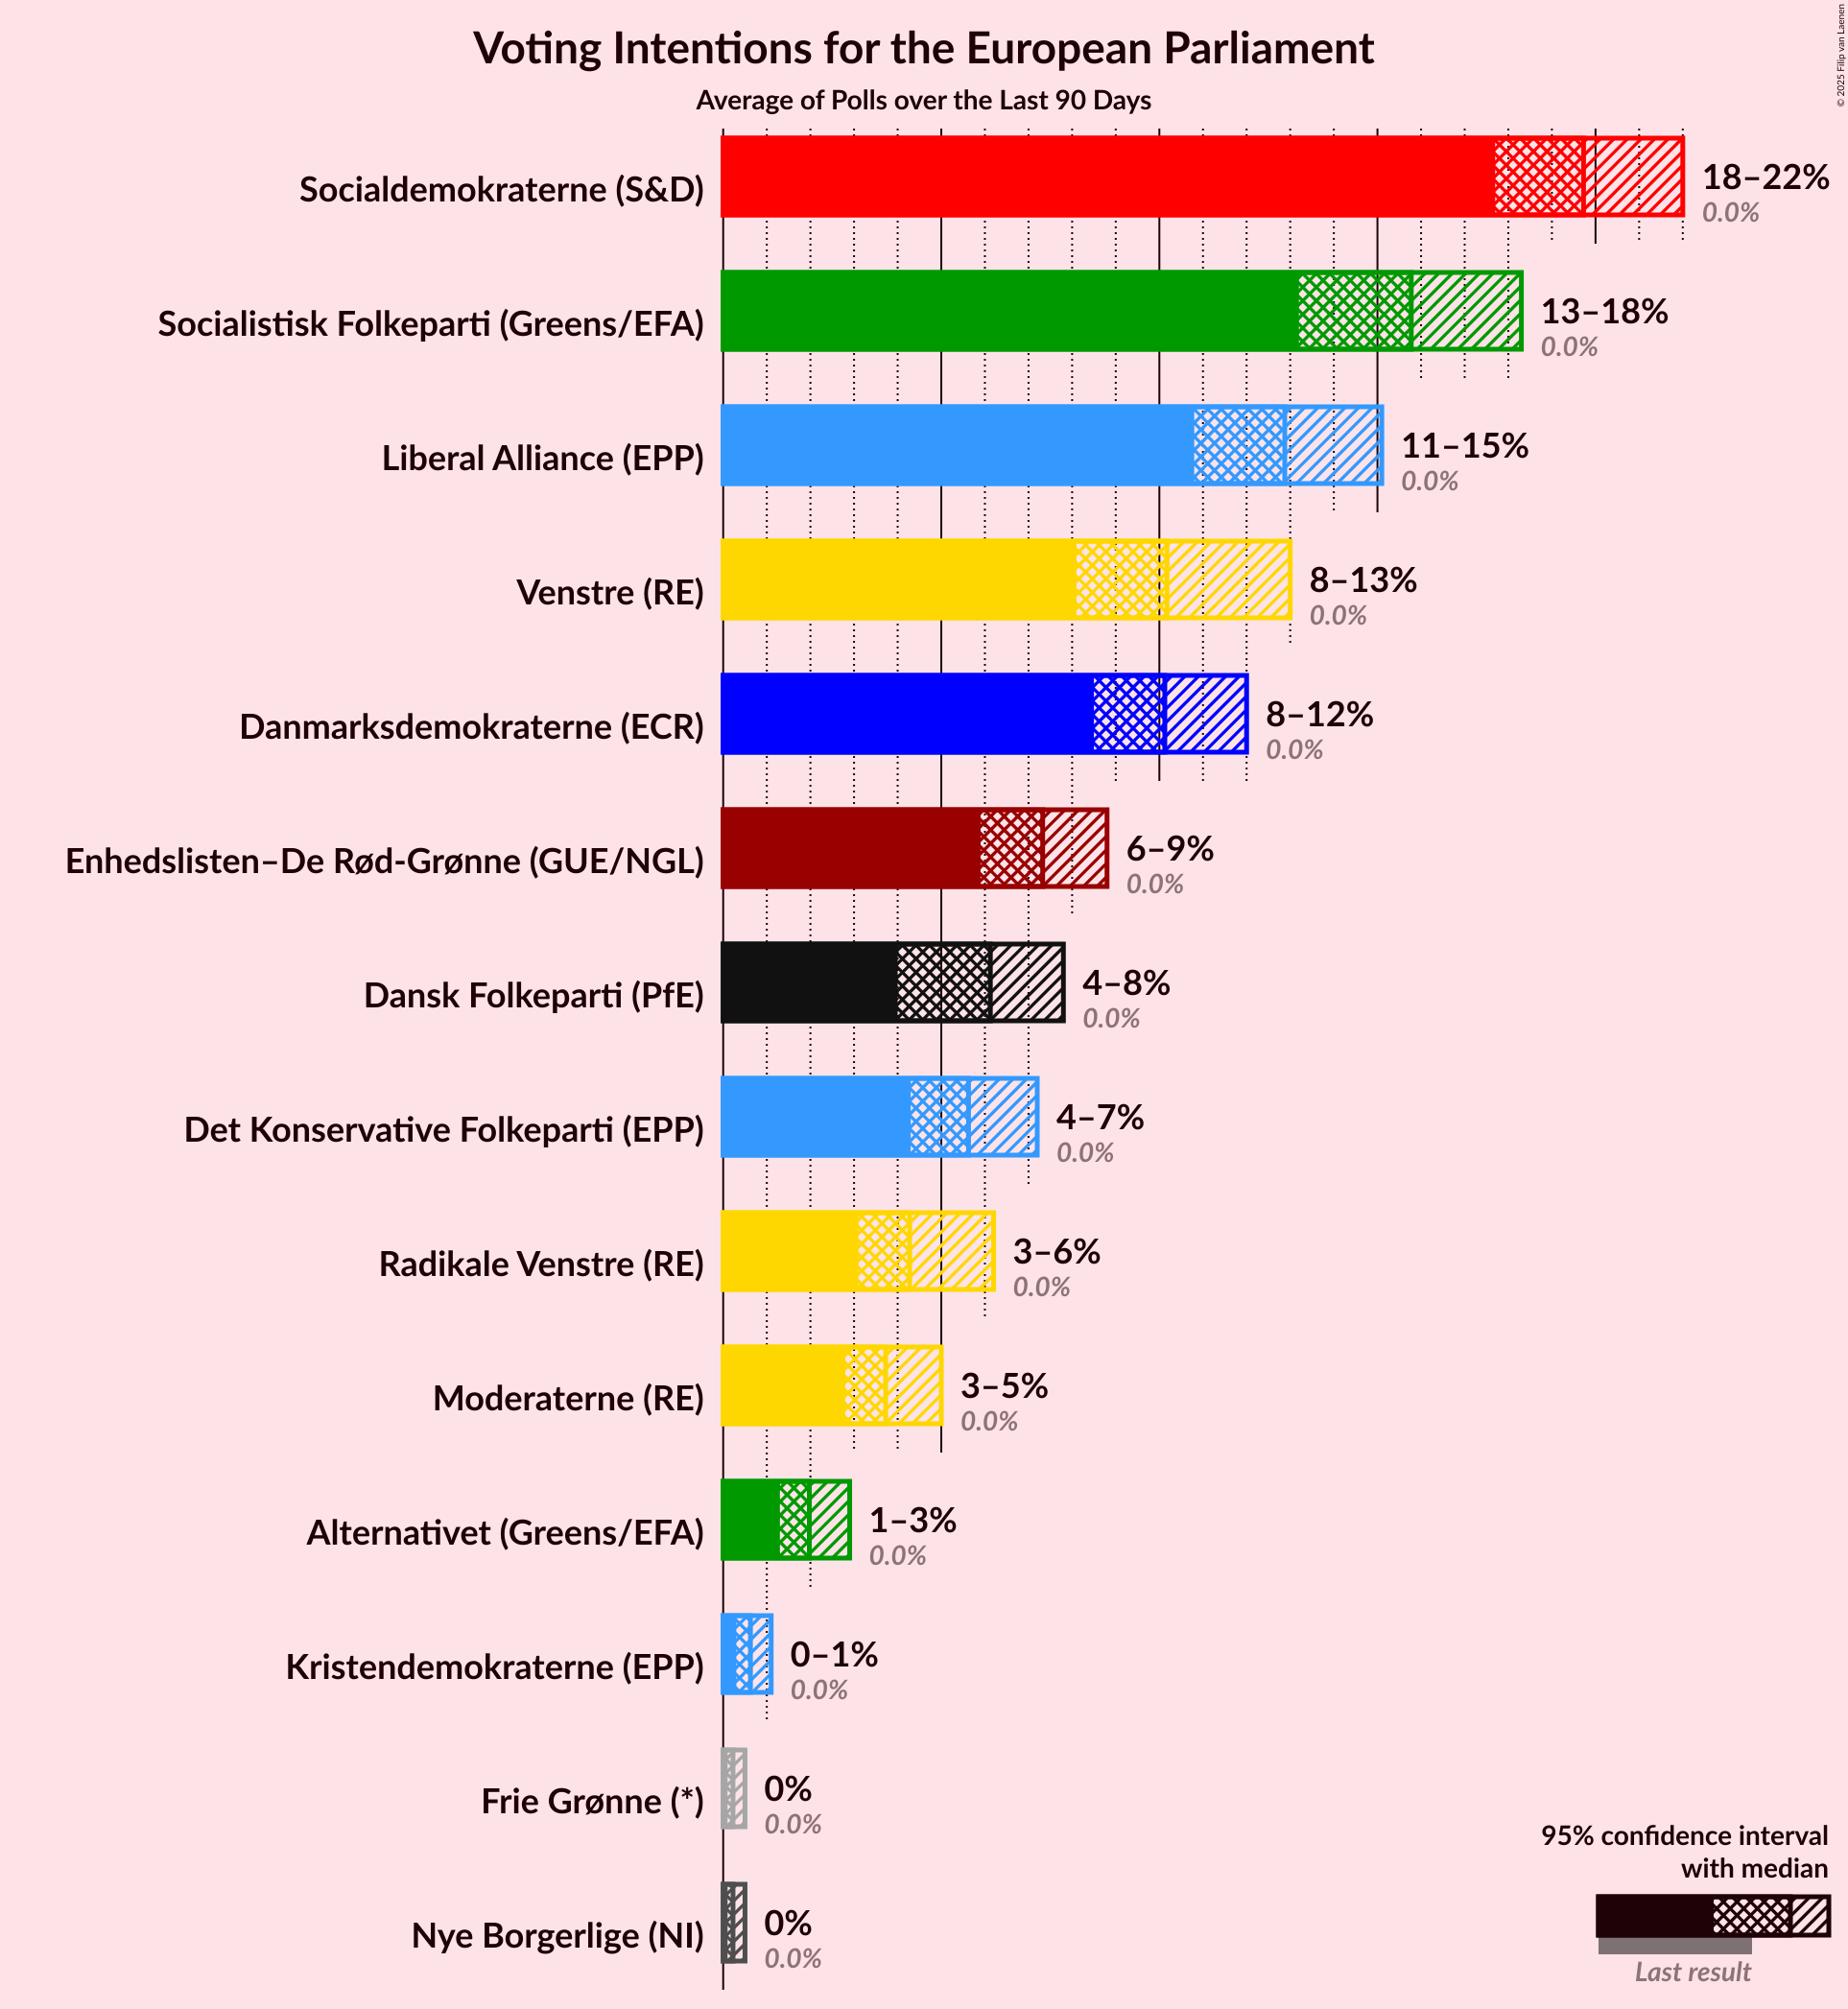 Voting Intentions for the European Parliament
Average of Polls over the Last 90 Days
© 2025 Filip van Laenen
Socialdemokraterne (S&D)
18–22%
0.0%
Socialistisk Folkeparti (Greens/EFA)
13–18%
0.0%
Liberal Alliance (EPP)
11–15%
0.0%
Venstre (RE)
8–13%
0.0%
Danmarksdemokraterne (ECR)
8–12%
0.0%
Enhedslisten–De Rød-Grønne (GUE/NGL)
6–9%
0.0%
Dansk Folkeparti (PfE)
4–8%
0.0%
Det Konservative Folkeparti (EPP)
4–7%
0.0%
Radikale Venstre (RE)
3–6%
0.0%
Moderaterne (RE)
3–5%
0.0%
Alternativet (Greens/EFA)
1–3%
0.0%
Kristendemokraterne (EPP)
0–1%
0.0%
Frie Grønne (*)
0%
0.0%
Nye Borgerlige (NI)
0%
0.0%
95% confidence interval
with median
Last result